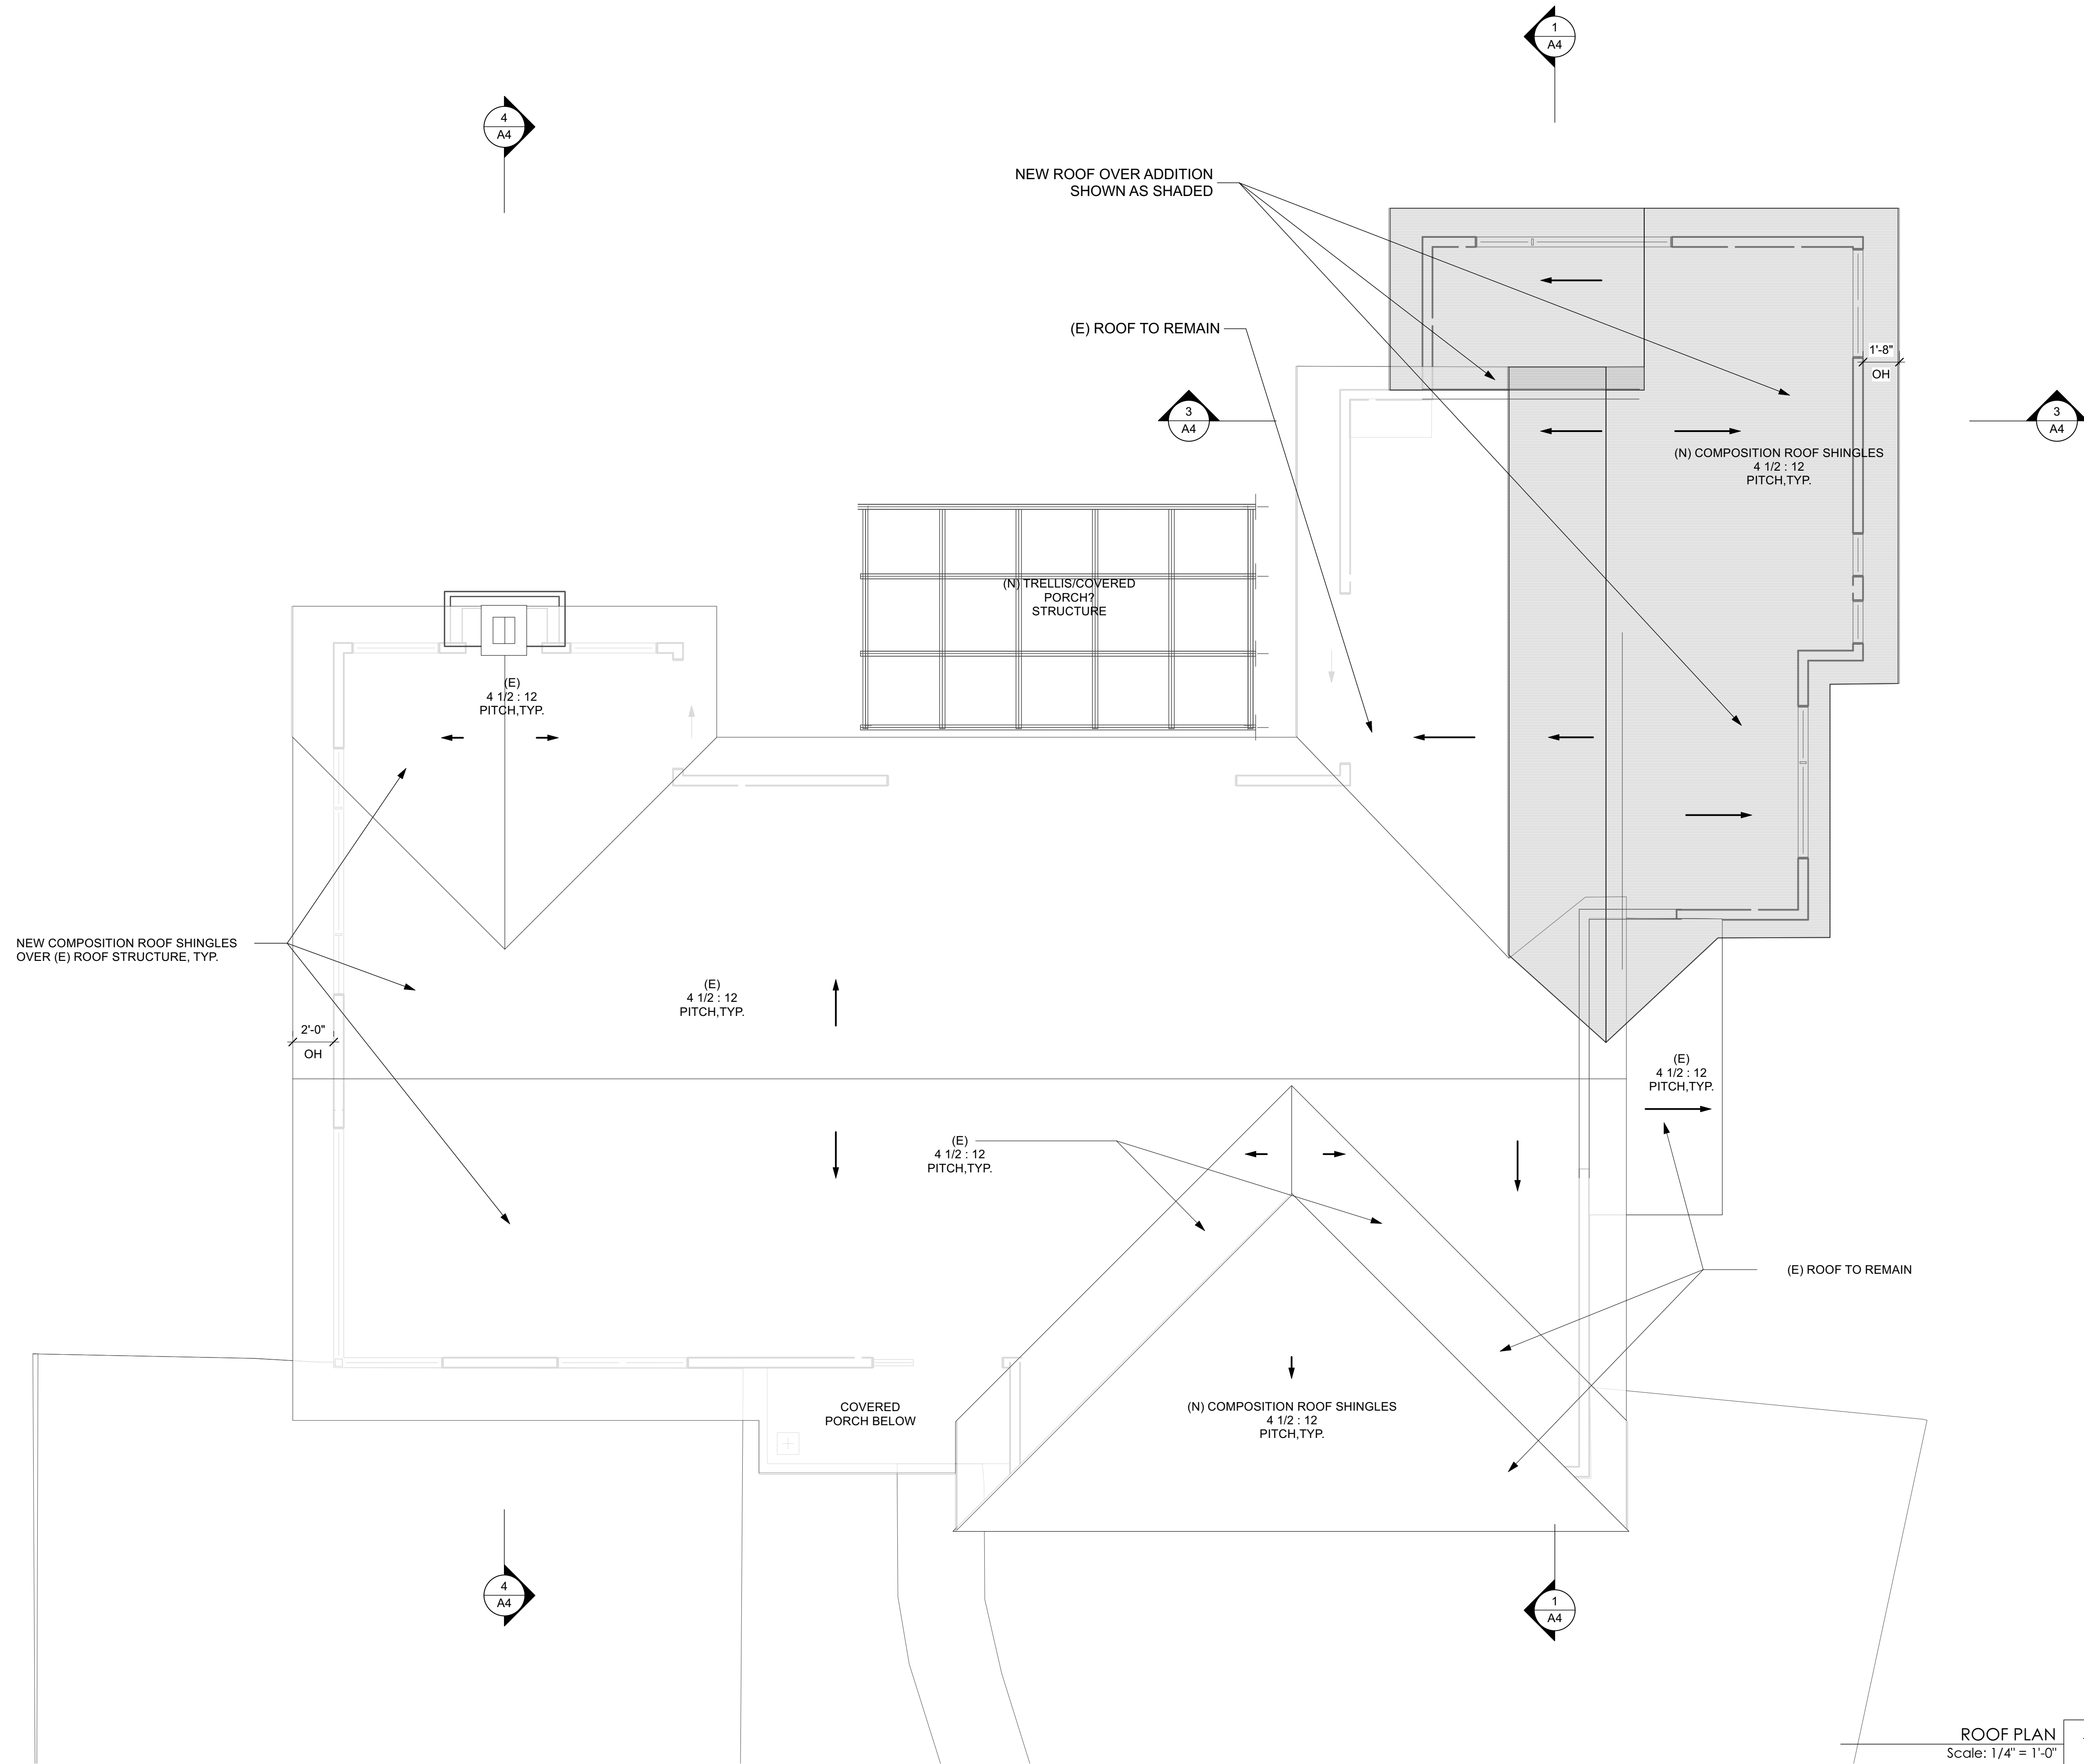 1
A4
4
A4
NEW ROOF OVER ADDITION
SHOWN AS SHADED
(E) ROOF TO REMAIN
1'-8"
OH
3
A4
3
A4
(N) COMPOSITION ROOF SHINGLES
4 1/2 : 12
PITCH,TYP.
(N) TRELLIS/COVERED
PORCH?
STRUCTURE
(E)
4 1/2 : 12
PITCH,TYP.
NEW COMPOSITION ROOF SHINGLES
OVER (E) ROOF STRUCTURE, TYP.
(E)
4 1/2 : 12
PITCH,TYP.
2'-0"
OH
(E)
4 1/2 : 12
PITCH,TYP.
(E)
4 1/2 : 12
PITCH,TYP.
(E) ROOF TO REMAIN
COVERED
PORCH BELOW
(N) COMPOSITION ROOF SHINGLES
4 1/2 : 12
PITCH,TYP.
4
A4
1
A4
ROOF PLAN
Scale: 1/4" = 1'-0"